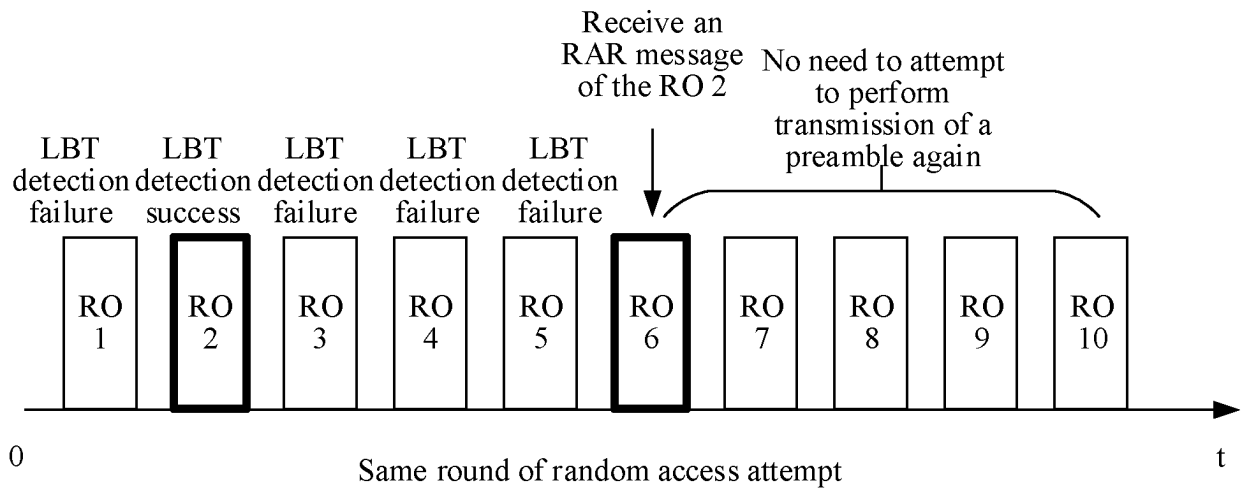 Receive an
RAR message
of the RO 2
No need to attempt
to perform
transmission of a
preamble again
LBT
detection
failure
LBT
detection
success
LBT
detection
failure
LBT
detection
failure
LBT
detection
failure
RO
1
RO
2
RO
3
RO
4
RO
5
RO
6
RO
7
RO
8
RO
9
RO
10
0
t
Same round of random access attempt